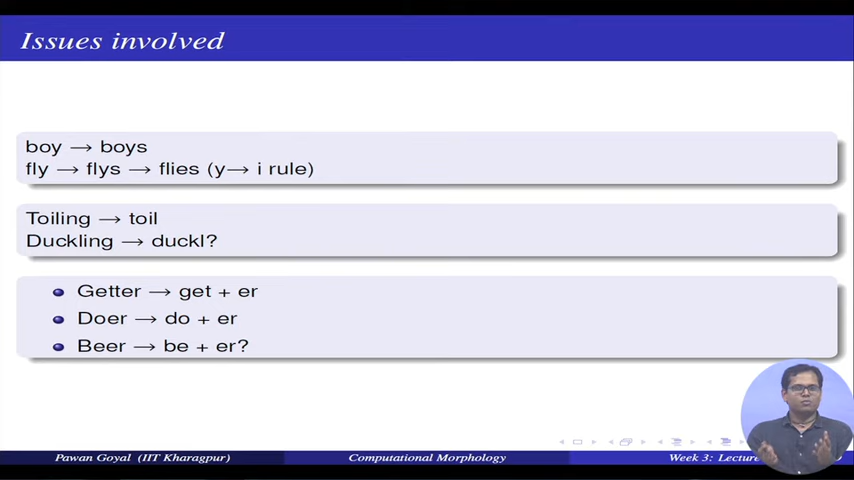 Issues involved
boy → boys
fly → flys → flies (y→ i rule)
Toiling → toil
Duckling → duckl?
Getter → get + er
Doer → do + er
Beer → be + er?
Pawan Goyal (IIT Kharagpur)
Computational Morphology
Week 3: Lecture